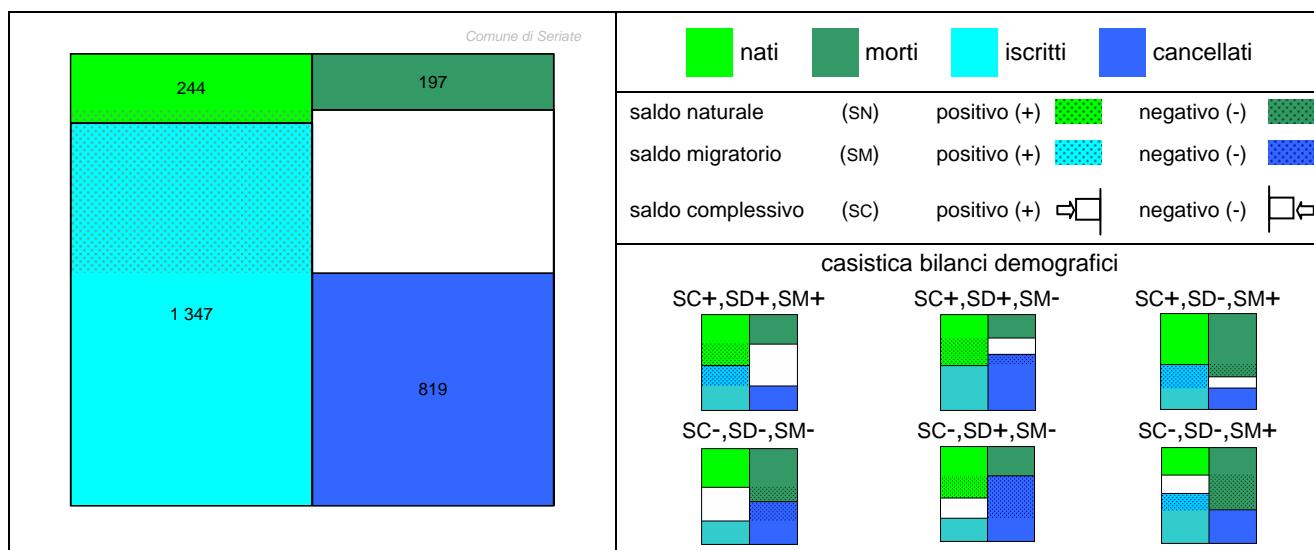 Comune di Seriate
244 197
1 347
819
nati morti iscritti cancellati
saldo naturale (SN) positivo (+) negativo (-)
saldo migratorio (SM) positivo (+) negativo (-)
saldo complessivo (SC) positivo (+) negativo (-)
casistica bilanci demografici
SC+,SD+,SM+ SC+,SD+,SM- SC+,SD-,SM+
SC-,SD-,SM- SC-,SD+,SM- SC-,SD-,SM+